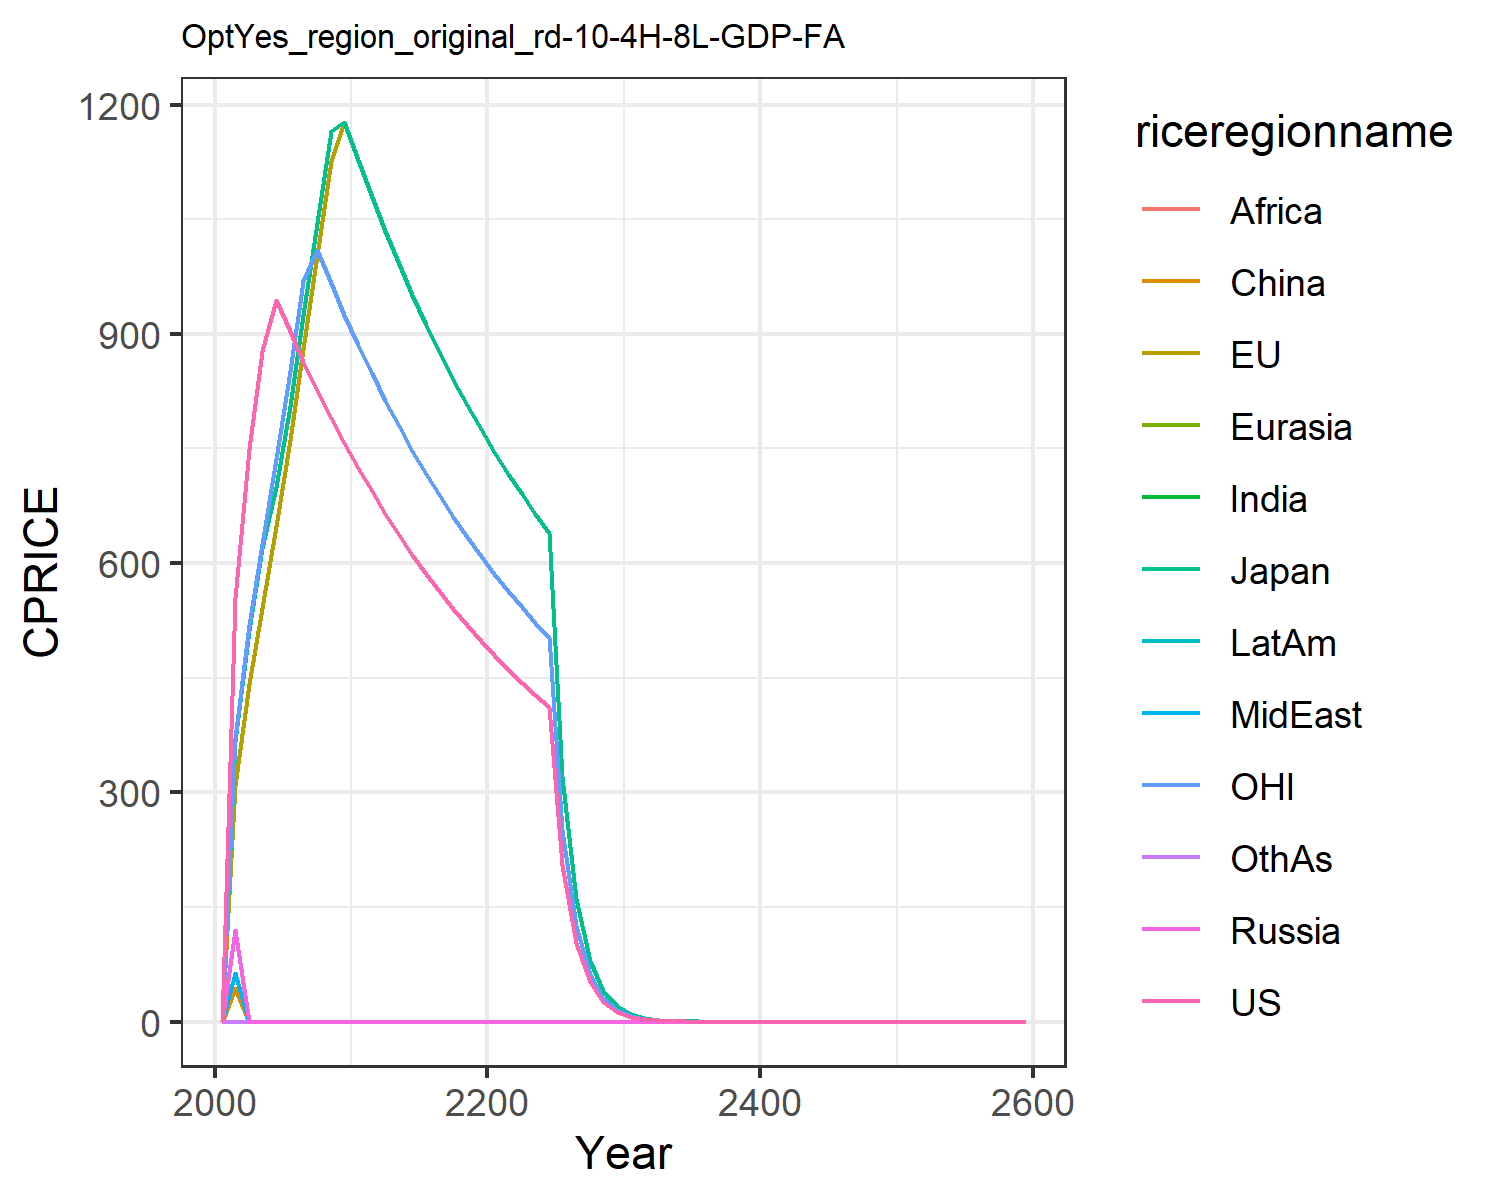 OptYes_region_original_rd-10-4H-8L-GDP-FA
1200
900
600
300
0
CPRICE
2000 2200 2400 2600
Year
riceregionname
Africa
China
EU
Eurasia
India
Japan
LatAm
MidEast
OHI
OthAs
Russia
US